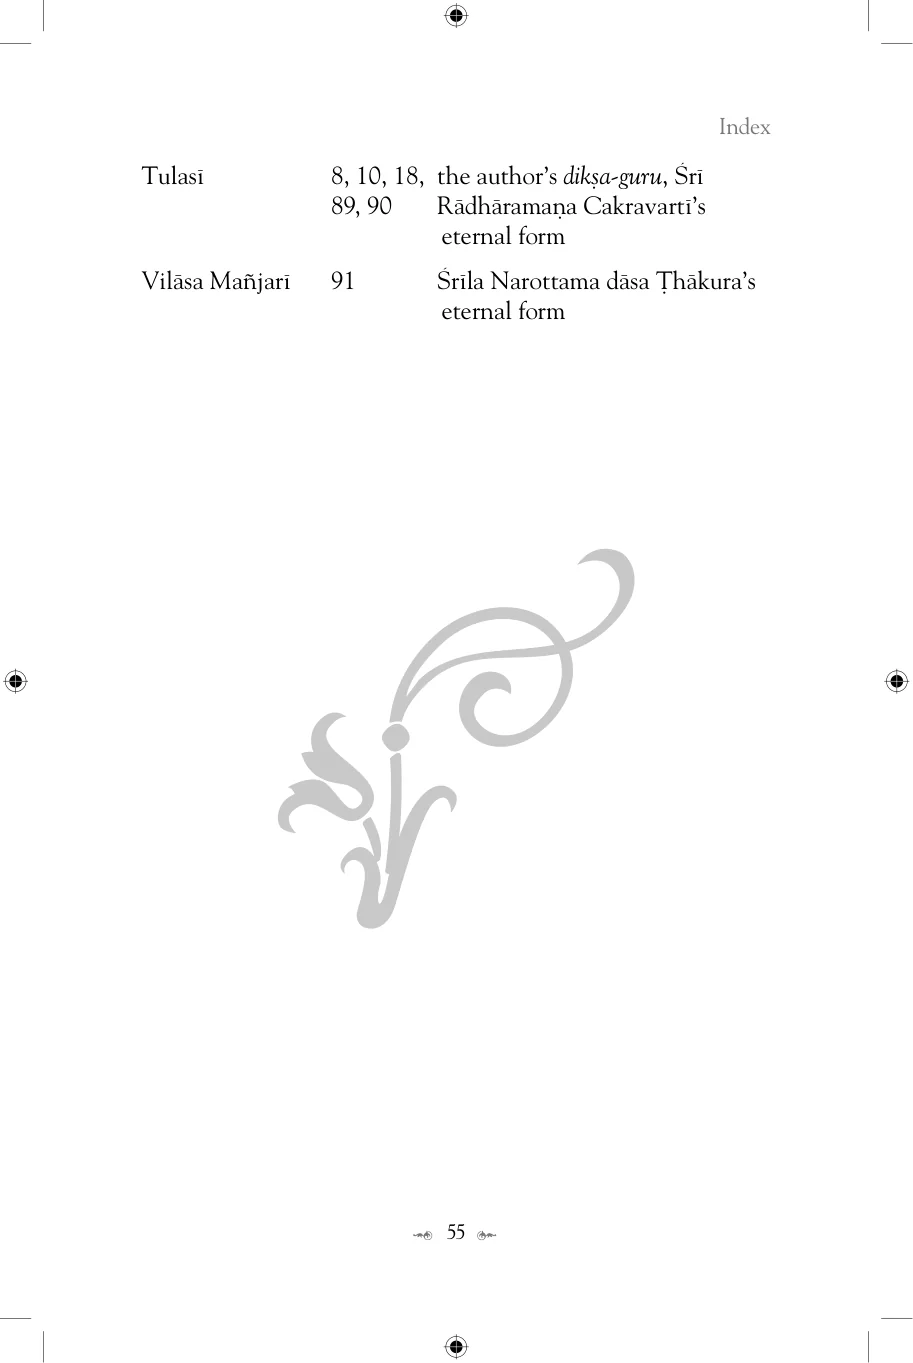 Index
Tulasī 8, 10, 18, the author’s dikṣa-guru, Śrī
89, 90 Rādhāramaṇa Cakravartī’s
eternal form
Vilāsa Mañjarī 91 Śrīla Narottama dāsa Ṭhākura’s
eternal form
55